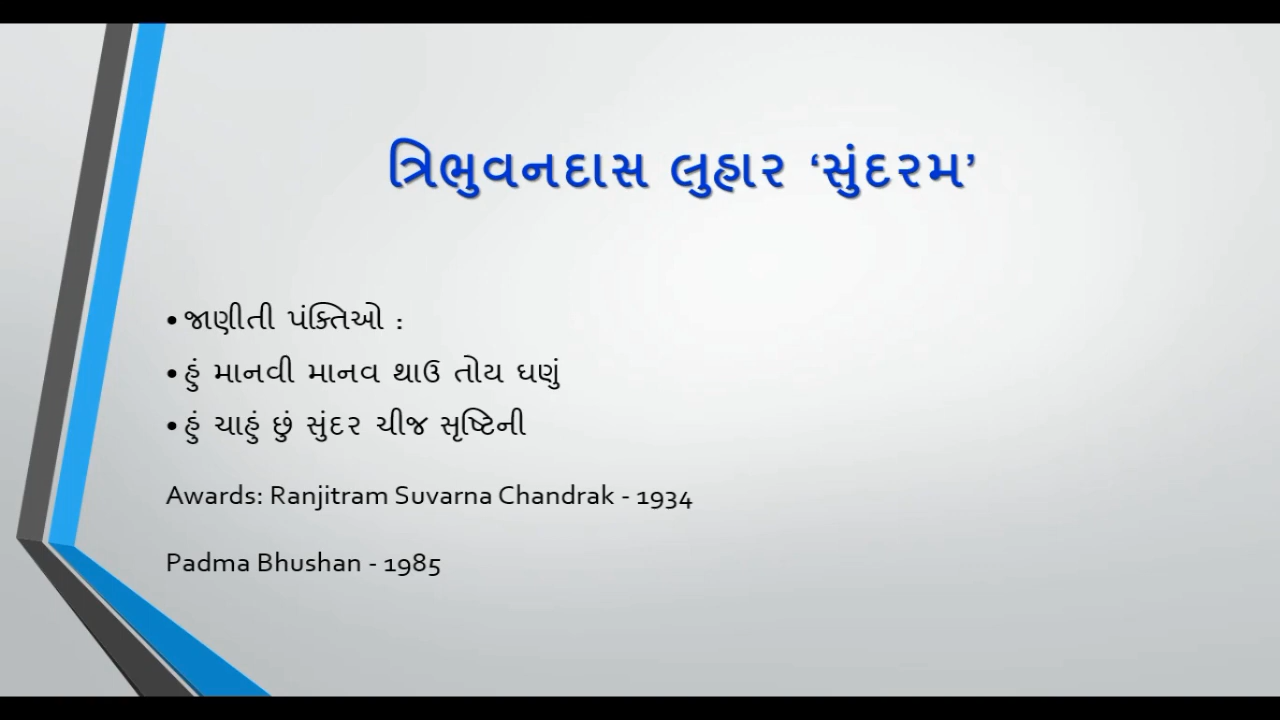 ત્રિભુવનદાસ લુહાર ‘સુંદરમ’
• જાણીતી પંક્તિઓ :
• હું માનવી માનવ થાઉ તોય ઘણું
• હું ચાહું છું સુંદર ચીજ સૃષ્ટિની
Awards: Ranjitram Suvarna Chandrak - 1934
Padma Bhushan - 1985